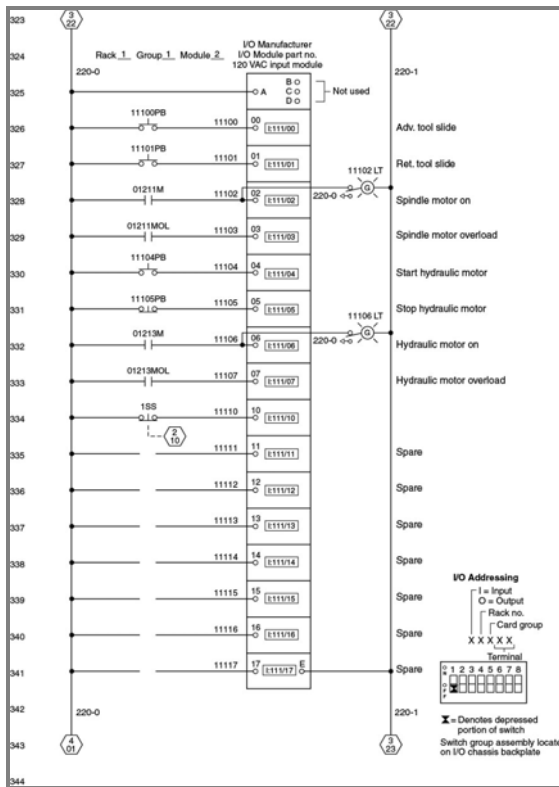 323
3
22
3
22
324
Rack 1 Group 1 Module 2
I/O Manufacturer
I/O Module part no.
120 VAC input module
220-0
220-1
325
A
B
C
D
Not used
326
11100PB
11100
00
I:111/00
Adv. tool slide
327
11101PB
11101
01
I:111/01
Ret. tool slide
11102 LT
328
01211M
11102
02
I:111/02
220-0
G
Spindle motor on
329
01211MOL
11103
03
I:111/03
Spindle motor overload
330
11104PB
11104
04
I:111/04
Start hydraulic motor
331
11105PB
11105
05
I:111/05
Stop hydraulic motor
11106 LT
332
01213M
11106
06
I:111/06
220-0
G
Hydraulic motor on
333
01213MOL
11107
07
I:111/07
Hydraulic motor overload
334
1SS
11110
10
I:111/10
2
10
335
11111
11
I:111/11
Spare
336
11112
12
I:111/12
Spare
337
11113
13
I:111/13
Spare
338
11114
14
I:111/14
Spare
339
11115
15
I:111/15
Spare
340
11116
16
I:111/16
Spare
341
11117
17
I:111/17
E
Spare
342
220-0
220-1
343
4
01
3
23
344
I/O Addressing
I = Input
O = Output
Rack no.
Card group
X X X X X
Terminal
1 2 3 4 5 6 7 8
ON
OFF
= Denotes depressed
portion of switch
Switch group assembly locate
on I/O chassis backplate